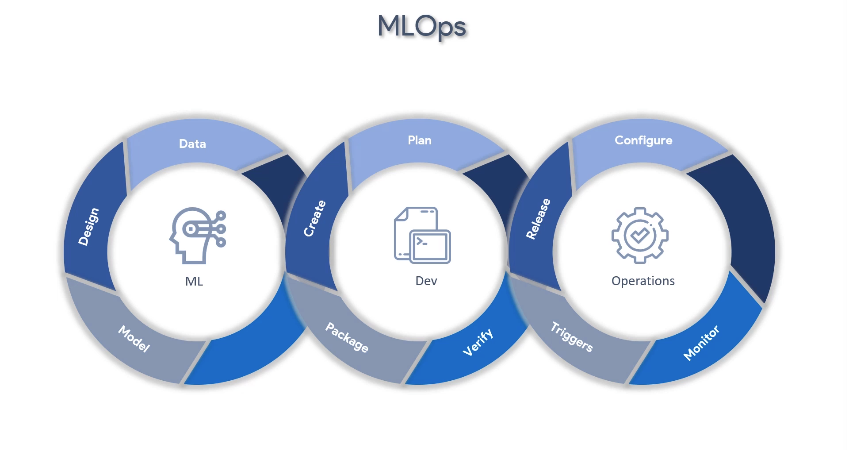 MLOps
Data
Design
Model
ML
Plan
Create
Package
Verify
Dev
Configure
Release
Triggers
Monitor
Operations